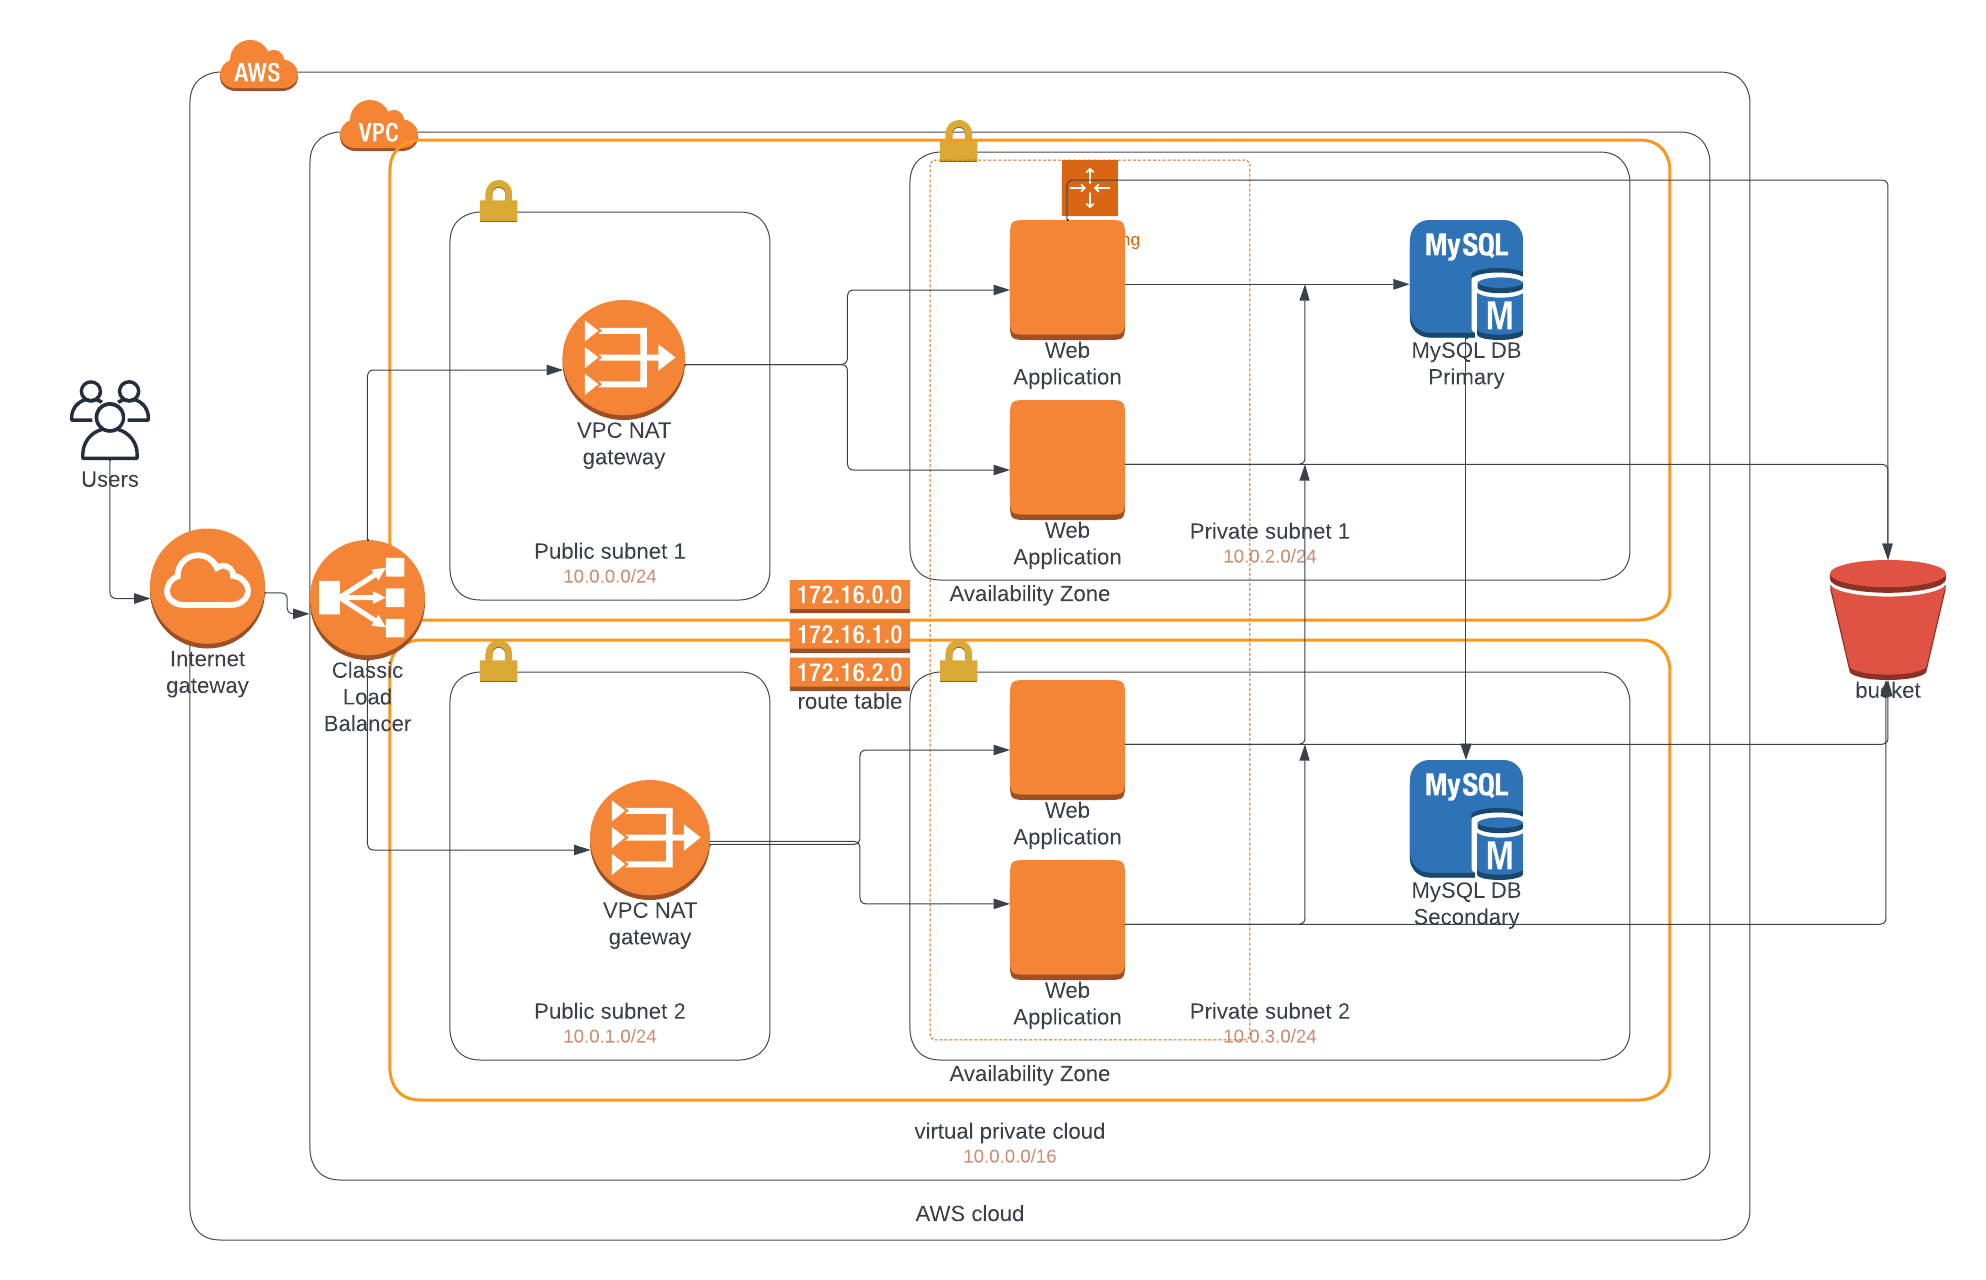 AWS
VPC
ng
MySQL
M
Web
Application
MySQL DB
Primary
VPC NAT
gateway
Users
Web
Application
Private subnet 1
10.0.2.0/24
Public subnet 1
10.0.0.0/24
Availability Zone
172.16.0.0
172.16.1.0
172.16.2.0
route table
Internet
gateway
Classic
Load
Balancer
bucket
MySQL
M
Web
Application
MySQL DB
Secondary
VPC NAT
gateway
Web
Application
Private subnet 2
10.0.3.0/24
Public subnet 2
10.0.1.0/24
Availability Zone
virtual private cloud
10.0.0.0/16
AWS cloud